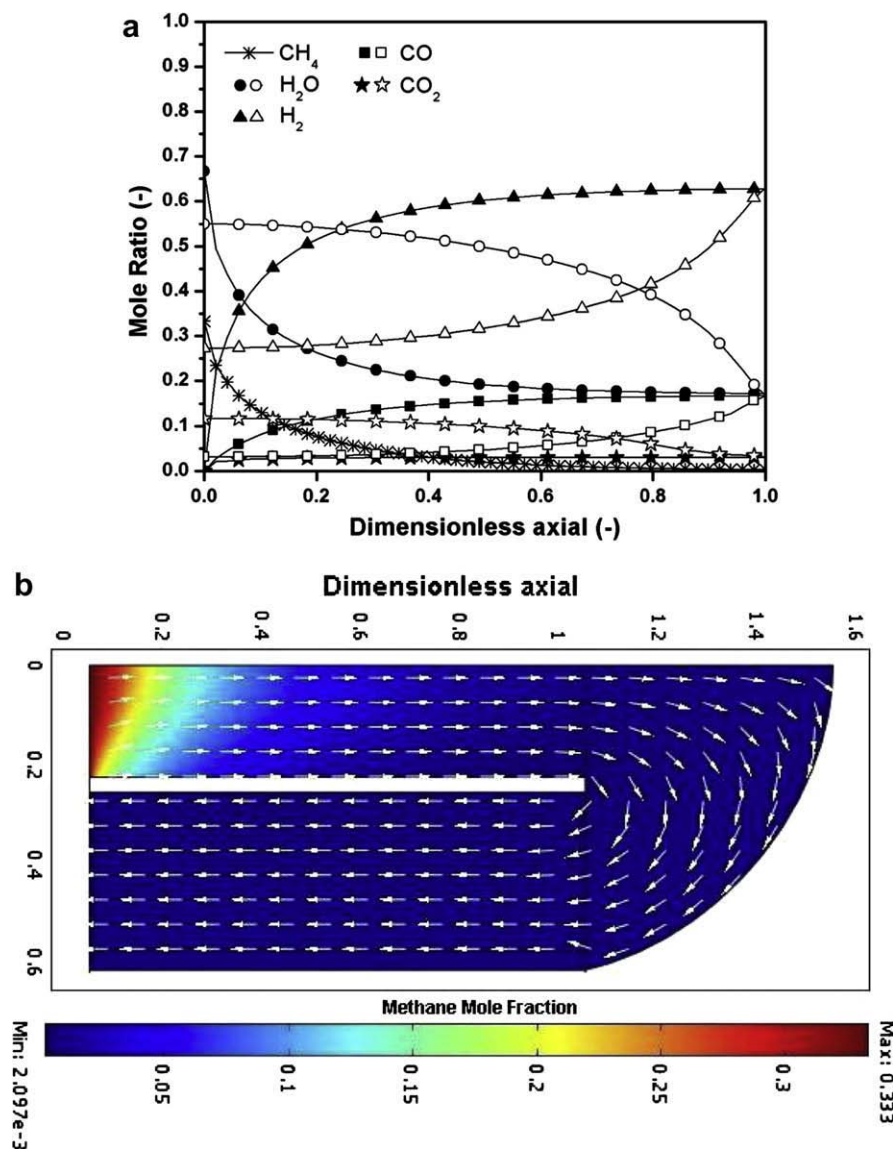 a
1.0
0.9
0.8
0.7
0.6
0.5
0.4
0.3
0.2
0.1
0.0
Mole Ratio (-)
CH4
CO
H2O
CO2
H2
0.0
0.2
0.4
0.6
0.8
1.0
Dimensionless axial (-)
b
Dimensionless axial
0
0.2
0.4
0.6
0.8
1
1.2
1.4
1.6
0
0.2
0.4
0.6
Methane Mole Fraction
Min: 2.097e-3
0.05
0.1
0.15
0.2
0.25
0.3
Max: 0.333